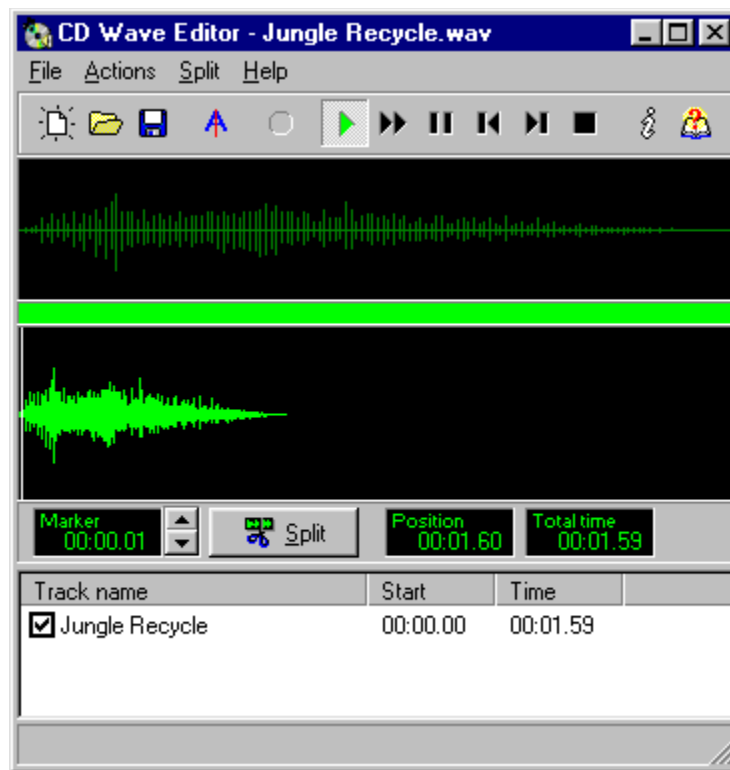 CD Wave Editor - Jungle Recycle.wav
File Actions Split Help
Marker
00:00.01
Split
Position
00:01.60
Total time
00:01.59
Track name Start Time
Jungle Recycle 00:00.00 00:01.59